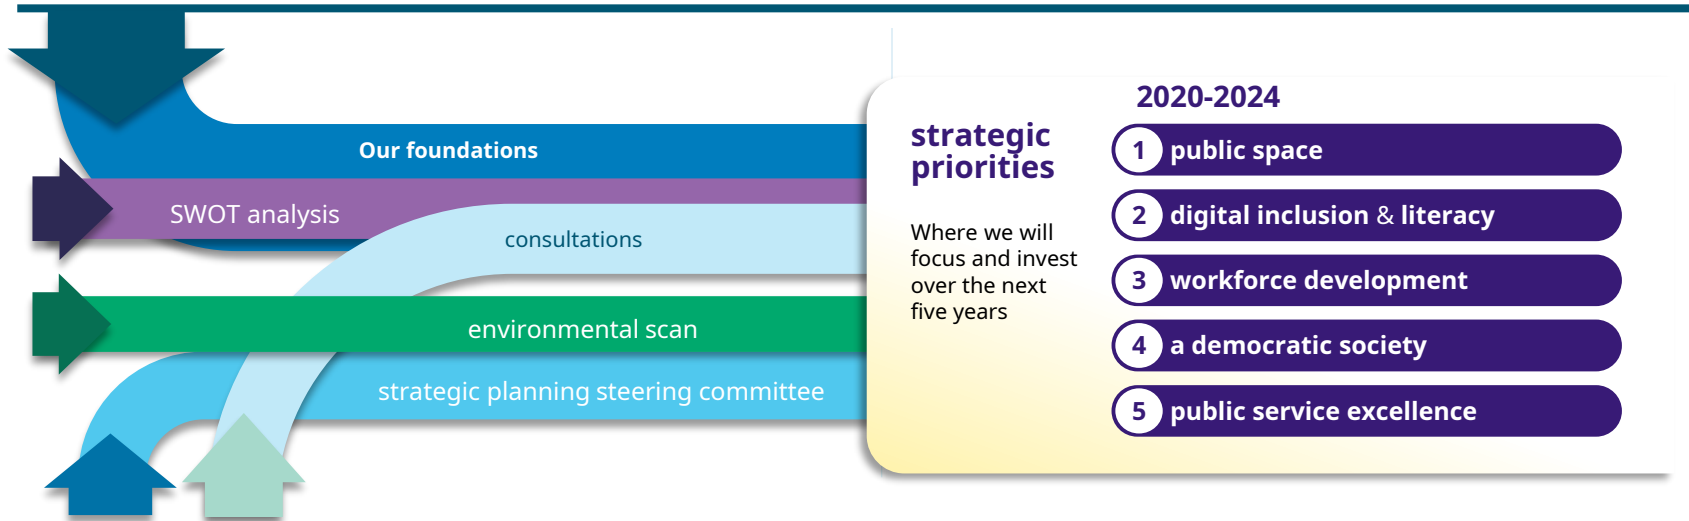 Our foundations
SWOT analysis
consultations
environmental scan
strategic planning steering committee
strategic
priorities
Where we will
focus and invest
over the next
five years
2020-2024
1 public space
2 digital inclusion & literacy
3 workforce development
4 a democratic society
5 public service excellence